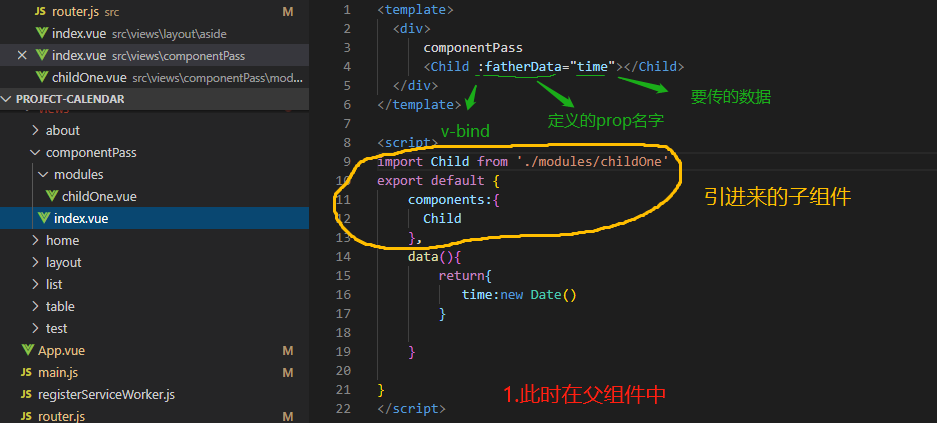 router.js src M
index.vue src\views\layout\aside
index.vue src\views\componentPass
childOne.vue src\views\componentPass\mod...
PROJECT-CALENDAR
about
componentPass
modules
childOne.vue
index.vue
home
layout
list
table
test
App.vue M
main.js M
registerServiceWorker.js
router.js M
1 <template>
2 <div>
3 componentPass
4 <Child :fatherData="time"></Child>
5 </div>
6 </template>
7
8 <script>
9 import Child from './modules/childOne'
10 export default {
11 components:{
12 Child
13 },
14 data(){
15 return{
16 time:new Date()
17 }
18
19 }
20
21 }
22 </script>
v-bind
定义的prop名字
要传的数据
引进来的子组件
1.此时在父组件中